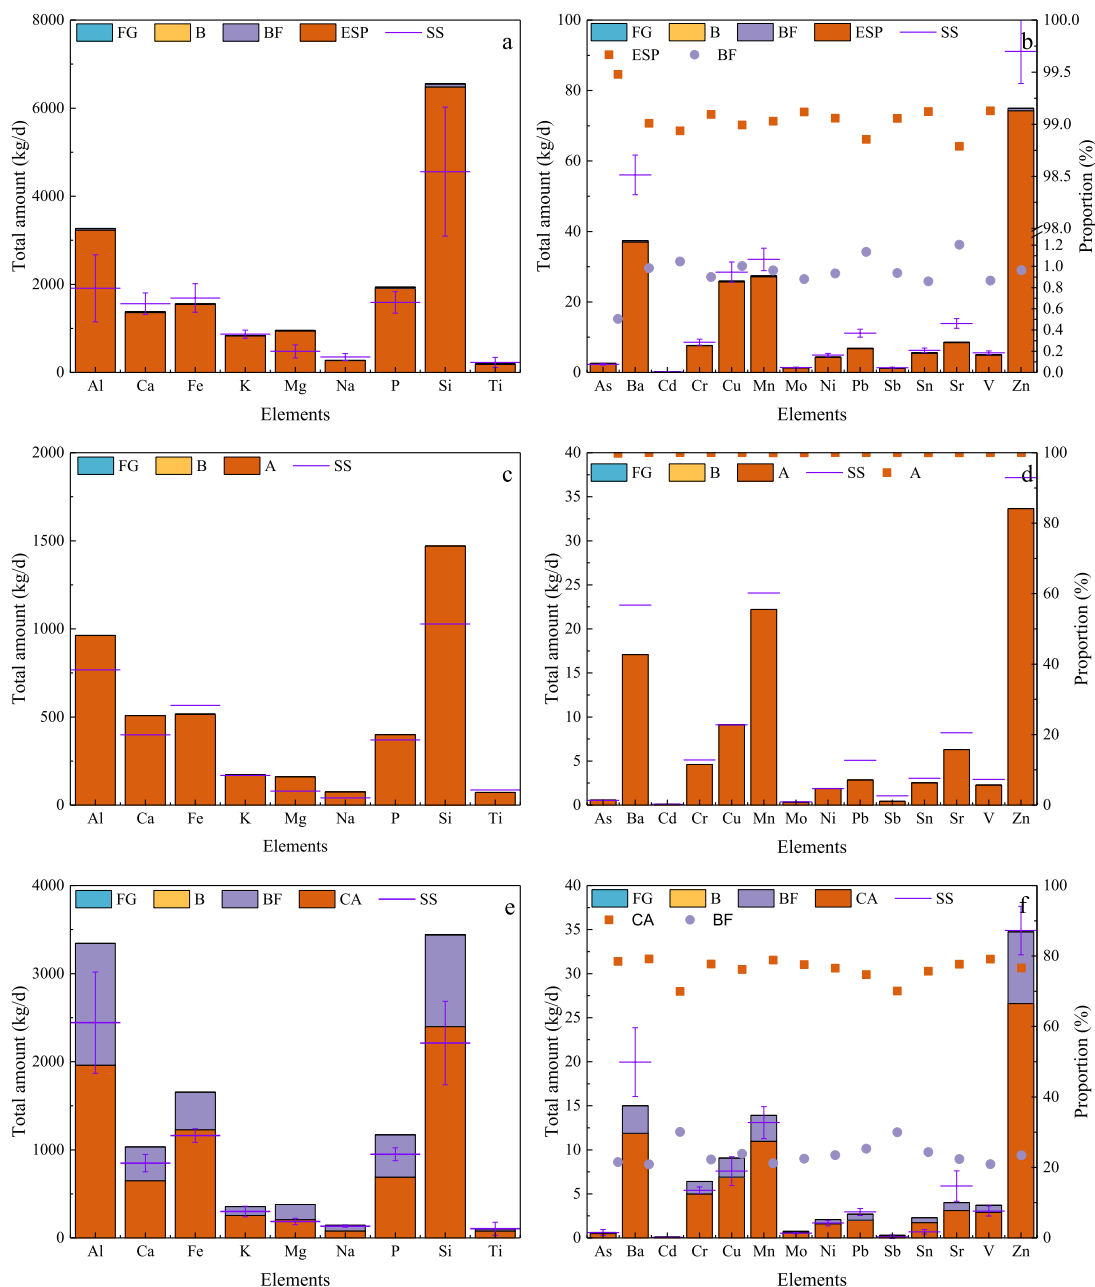 FG B BF ESP SS
a
8000
6000
4000
2000
0
Total amount (kg/d)
Al Ca Fe K Mg Na P Si Ti
Elements
FG B BF ESP SS
ESP BF
b
100
80
60
40
20
0
Total amount (kg/d)
100.0
99.5
99.0
98.5
98.0
1.2
1.0
0.8
0.6
0.4
0.2
0.0
Proportion (%)
As Ba Cd Cr Cu Mn Mo Ni Pb Sb Sn Sr V Zn
Elements
FG B A SS
c
2000
1500
1000
500
0
Total amount (kg/d)
Al Ca Fe K Mg Na P Si Ti
Elements
FG B A SS A
d
40
35
30
25
20
15
10
5
0
Total amount (kg/d)
100
80
60
40
20
0
Proportion (%)
As Ba Cd Cr Cu Mn Mo Ni Pb Sb Sn Sr V Zn
Elements
FG B BF CA SS
e
4000
3000
2000
1000
0
Total amount (kg/d)
Al Ca Fe K Mg Na P Si Ti
Elements
FG B BF CA SS
CA BF
f
40
35
30
25
20
15
10
5
0
Total amount (kg/d)
100
80
60
40
20
0
Proportion (%)
As Ba Cd Cr Cu Mn Mo Ni Pb Sb Sn Sr V Zn
Elements